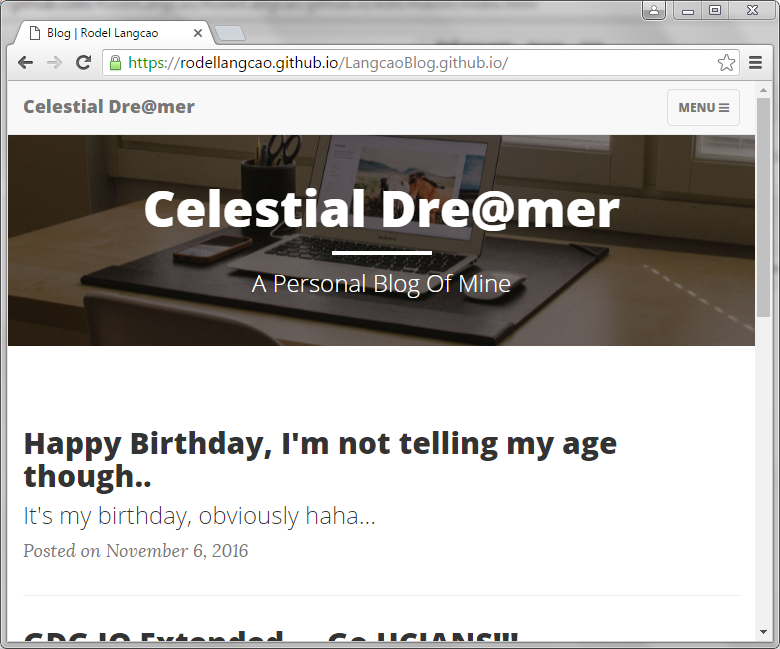 Blog | Rodel Langcao
https://rodellangcao.github.io/LangcaoBlog.github.io/
Celestial Dre@mer
MENU
Celestial Dre@mer
A Personal Blog Of Mine
Happy Birthday, I'm not telling my age
though..
It's my birthday, obviously haha...
Posted on November 6, 2016